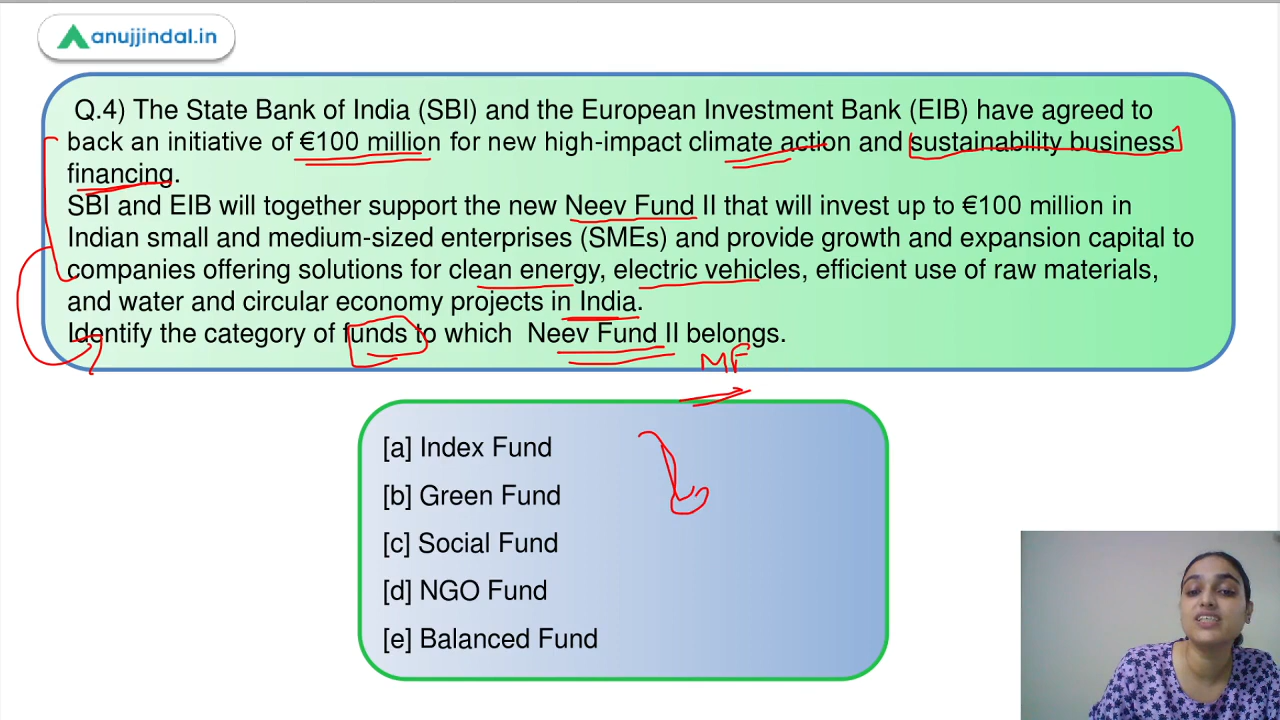 anujjindal.in
Q.4) The State Bank of India (SBI) and the European Investment Bank (EIB) have agreed to
back an initiative of €100 million for new high-impact climate action and sustainability business
financing.
SBI and EIB will together support the new Neev Fund II that will invest up to €100 million in
Indian small and medium-sized enterprises (SMEs) and provide growth and expansion capital to
companies offering solutions for clean energy, electric vehicles, efficient use of raw materials,
and water and circular economy projects in India.
Identify the category of funds to which Neev Fund II belongs.
MF
[a] Index Fund
[b] Green Fund
[c] Social Fund
[d] NGO Fund
[e] Balanced Fund